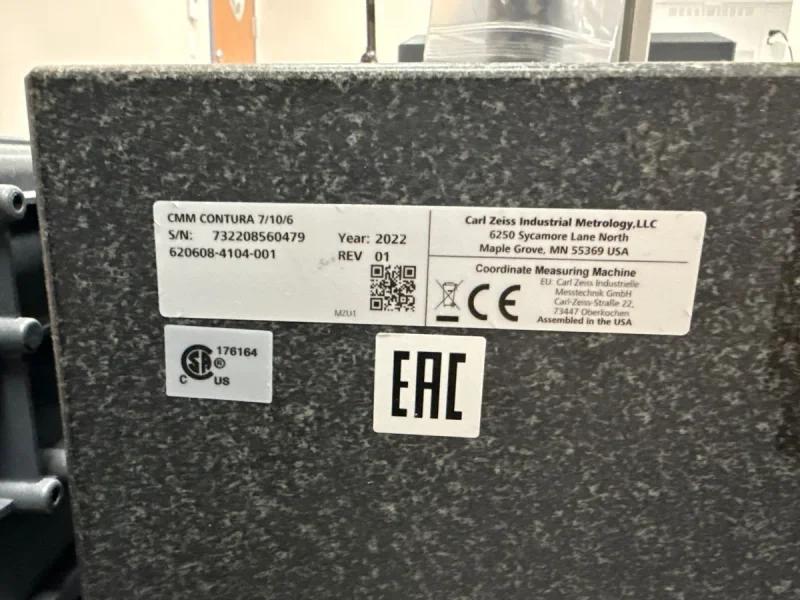 CMM CONTURA 7/10/6
S/N: 732208560479 Year: 2022
620608-4104-001 REV 01
MZU1
Carl Zeiss Industrial Metrology,LLC
6250 Sycamore Lane North
Maple Grove, MN 55369 USA
Coordinate Measuring Machine
EU: Carl Zeiss Industrielle
Messtechnik GmbH
Carl-Zeiss-Straße 22,
73447 Oberkochen
Assembled in the USA
CE
176164
SA ®
C US
EAC